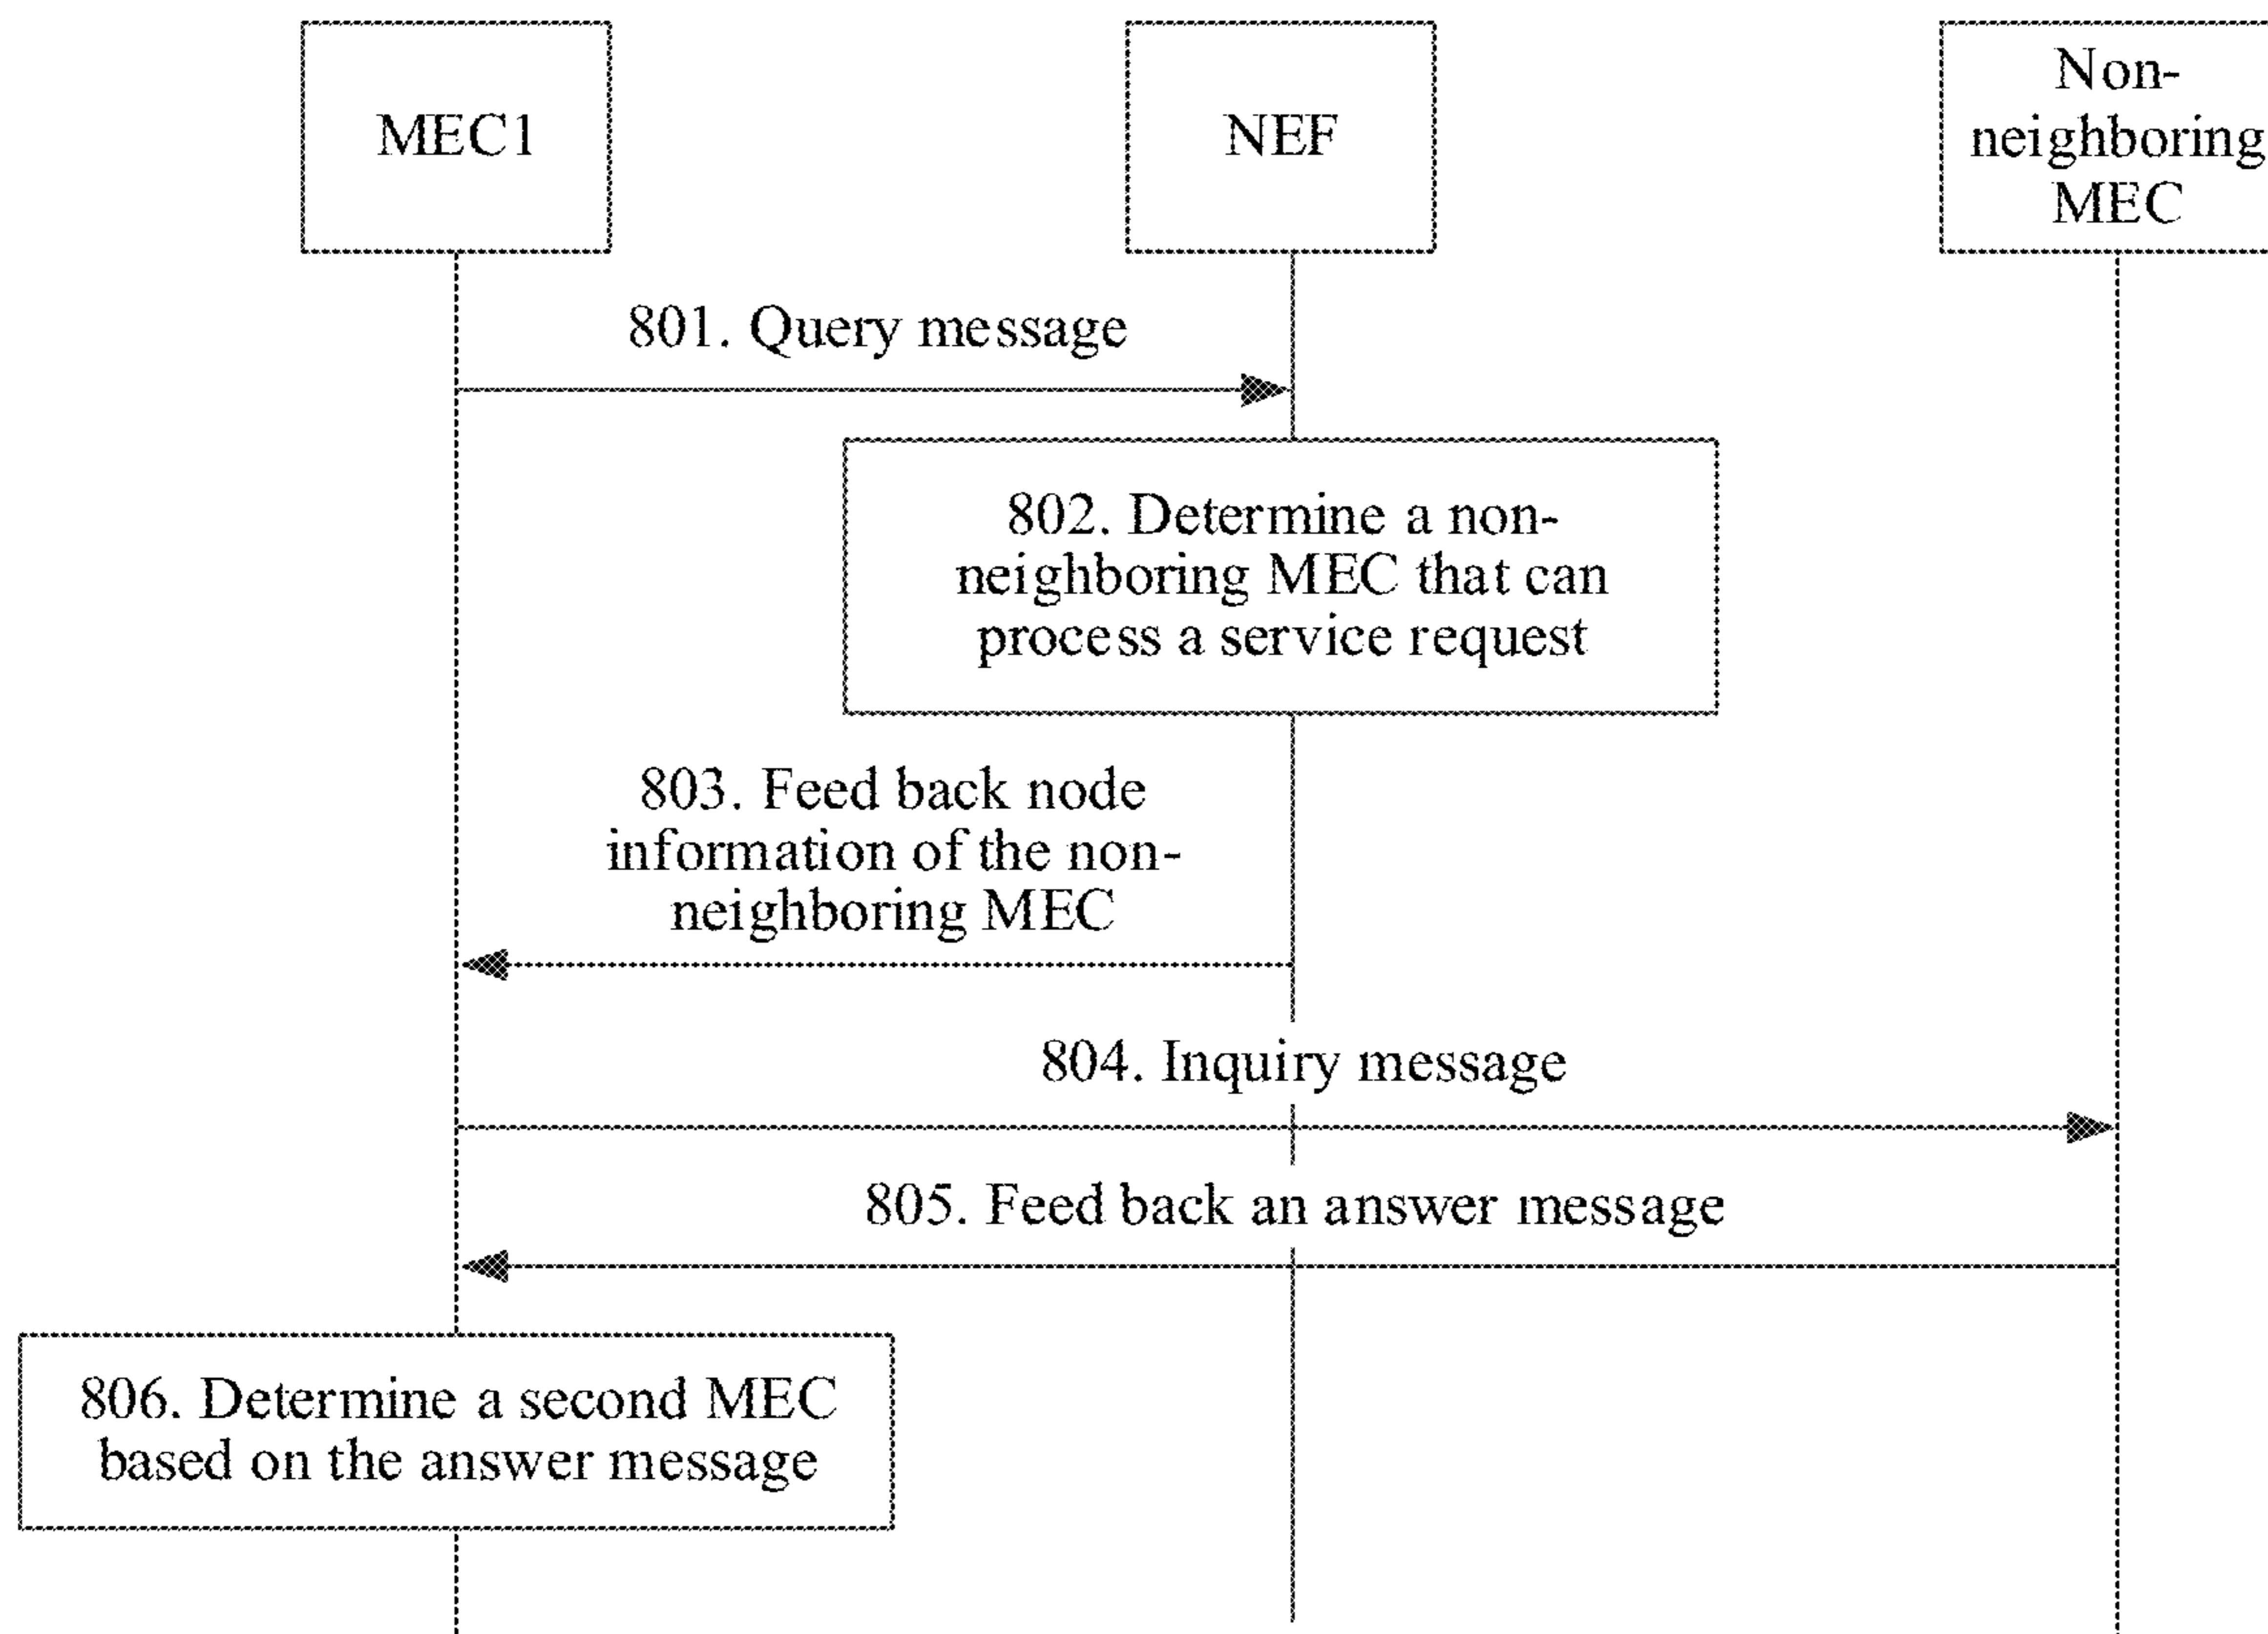 MEC1
NEF
Non-
neighboring
MEC
801. Query message
802. Determine a non-
neighboring MEC that can
process a service request
803. Feed back node
information of the non-
neighboring MEC
804. Inquiry message
805. Feed back an answer message
806. Determine a second MEC
based on the answer message